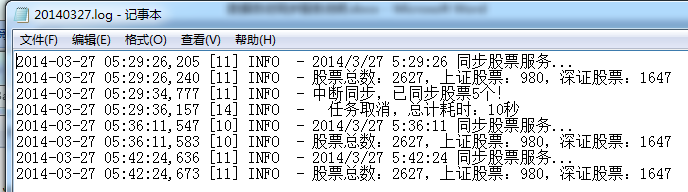 20140327.log - 记事本
文件(F) 编辑(E) 格式(O) 查看(V) 帮助(H)
2014-03-27 05:29:26,205 [11] INFO  - 2014/3/27 5:29:26 同步股票服务...
2014-03-27 05:29:26,240 [11] INFO  - 股票总数：2627，上证股票：980，深证股票：1647
2014-03-27 05:29:34,777 [11] INFO  - 中断同步，已同步股票5个!
2014-03-27 05:29:36,157 [14] INFO  -   任务取消，总计耗时：10秒
2014-03-27 05:36:11,547 [10] INFO  - 2014/3/27 5:36:11 同步股票服务...
2014-03-27 05:36:11,583 [10] INFO  - 股票总数：2627，上证股票：980，深证股票：1647
2014-03-27 05:42:24,636 [11] INFO  - 2014/3/27 5:42:24 同步股票服务...
2014-03-27 05:42:24,673 [11] INFO  - 股票总数：2627，上证股票：980，深证股票：1647